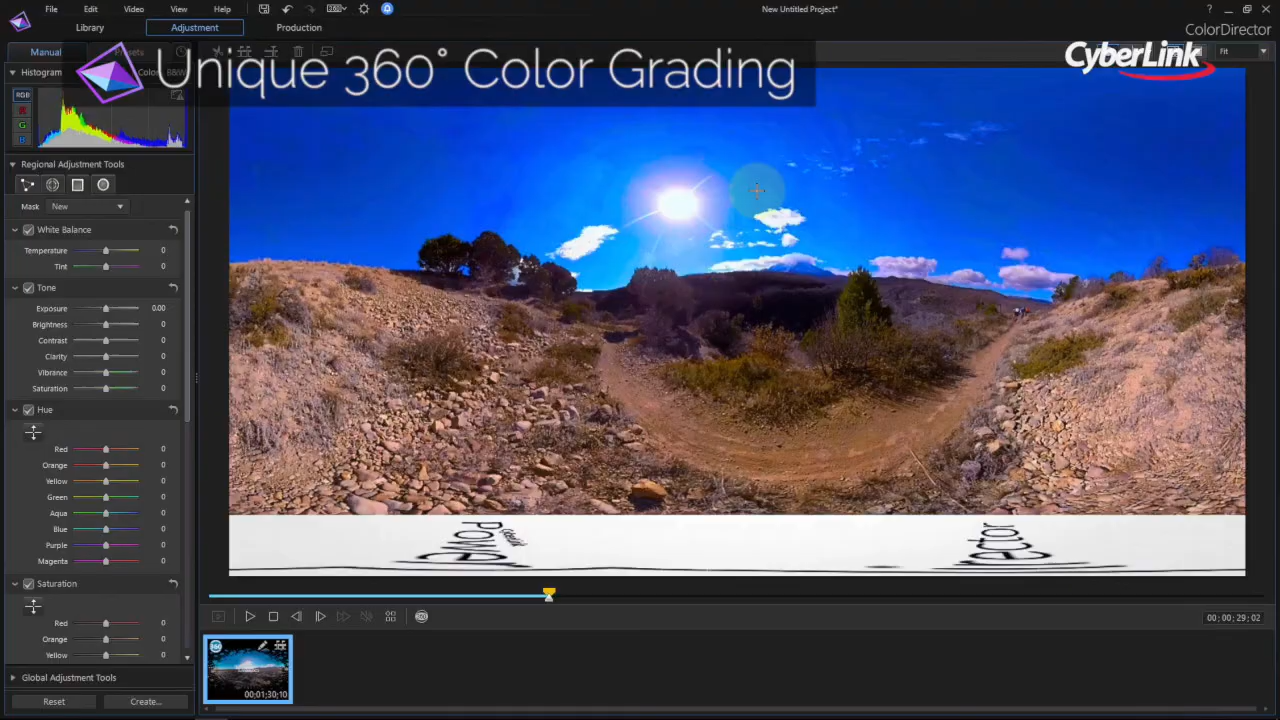 File Edit Video View Help
New Untitled Project*
Library Adjustment Production
ColorDirector
Manual Presets
Fit
Unique 360° Color Grading
CyberLink
Histogram Color B&W
RGB
R
G
B
Regional Adjustment Tools
Mask New
White Balance
Temperature 0
Tint 0
Tone
Exposure 0.00
Brightness 0
Contrast 0
Clarity 0
Vibrance 0
Saturation 0
Hue
Red 0
Orange 0
Yellow 0
Green 0
Aqua 0
Blue 0
Purple 0
Magenta 0
Saturation
Red 0
Orange 0
Yellow 0
Global Adjustment Tools
Reset Create...
00;00;29;02
360
00;01;30;10